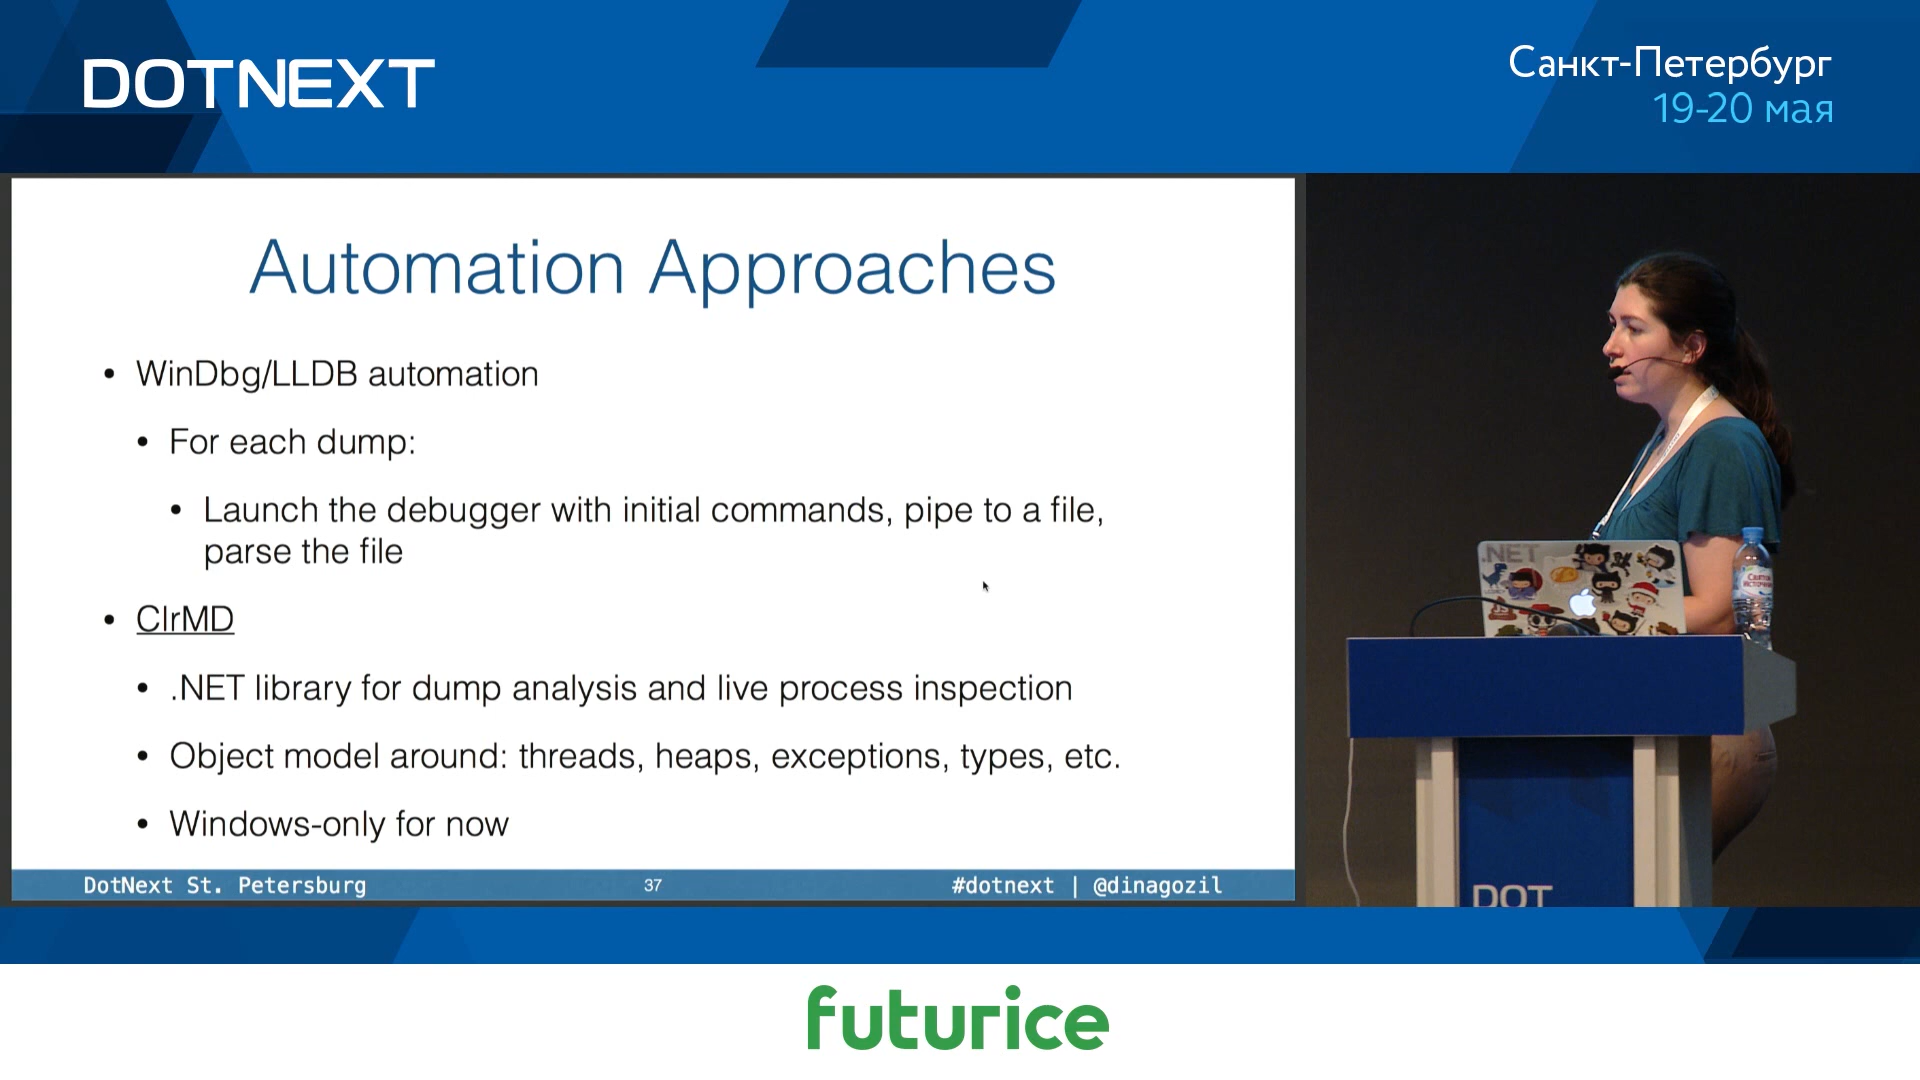 DOTNEXT
Санкт-Петербург
19-20 мая
Automation Approaches
• WinDbg/LLDB automation
• For each dump:
• Launch the debugger with initial commands, pipe to a file,
parse the file
• ClrMD
• .NET library for dump analysis and live process inspection
• Object model around: threads, heaps, exceptions, types, etc.
• Windows-only for now
DotNext St. Petersburg
37
#dotnext | @dinagozil
.NET
DOT
futurice